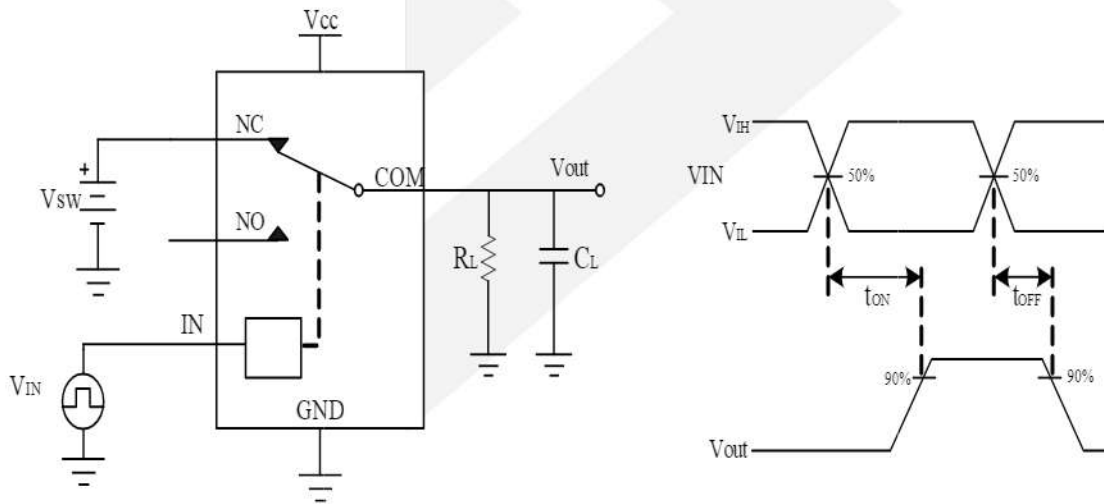 Vcc
NC
COM
Vout
VSW
NO
RL
CL
IN
VIN
GND
VIH
VIN
50%
50%
VIL
tON
tOFF
90%
90%
Vout